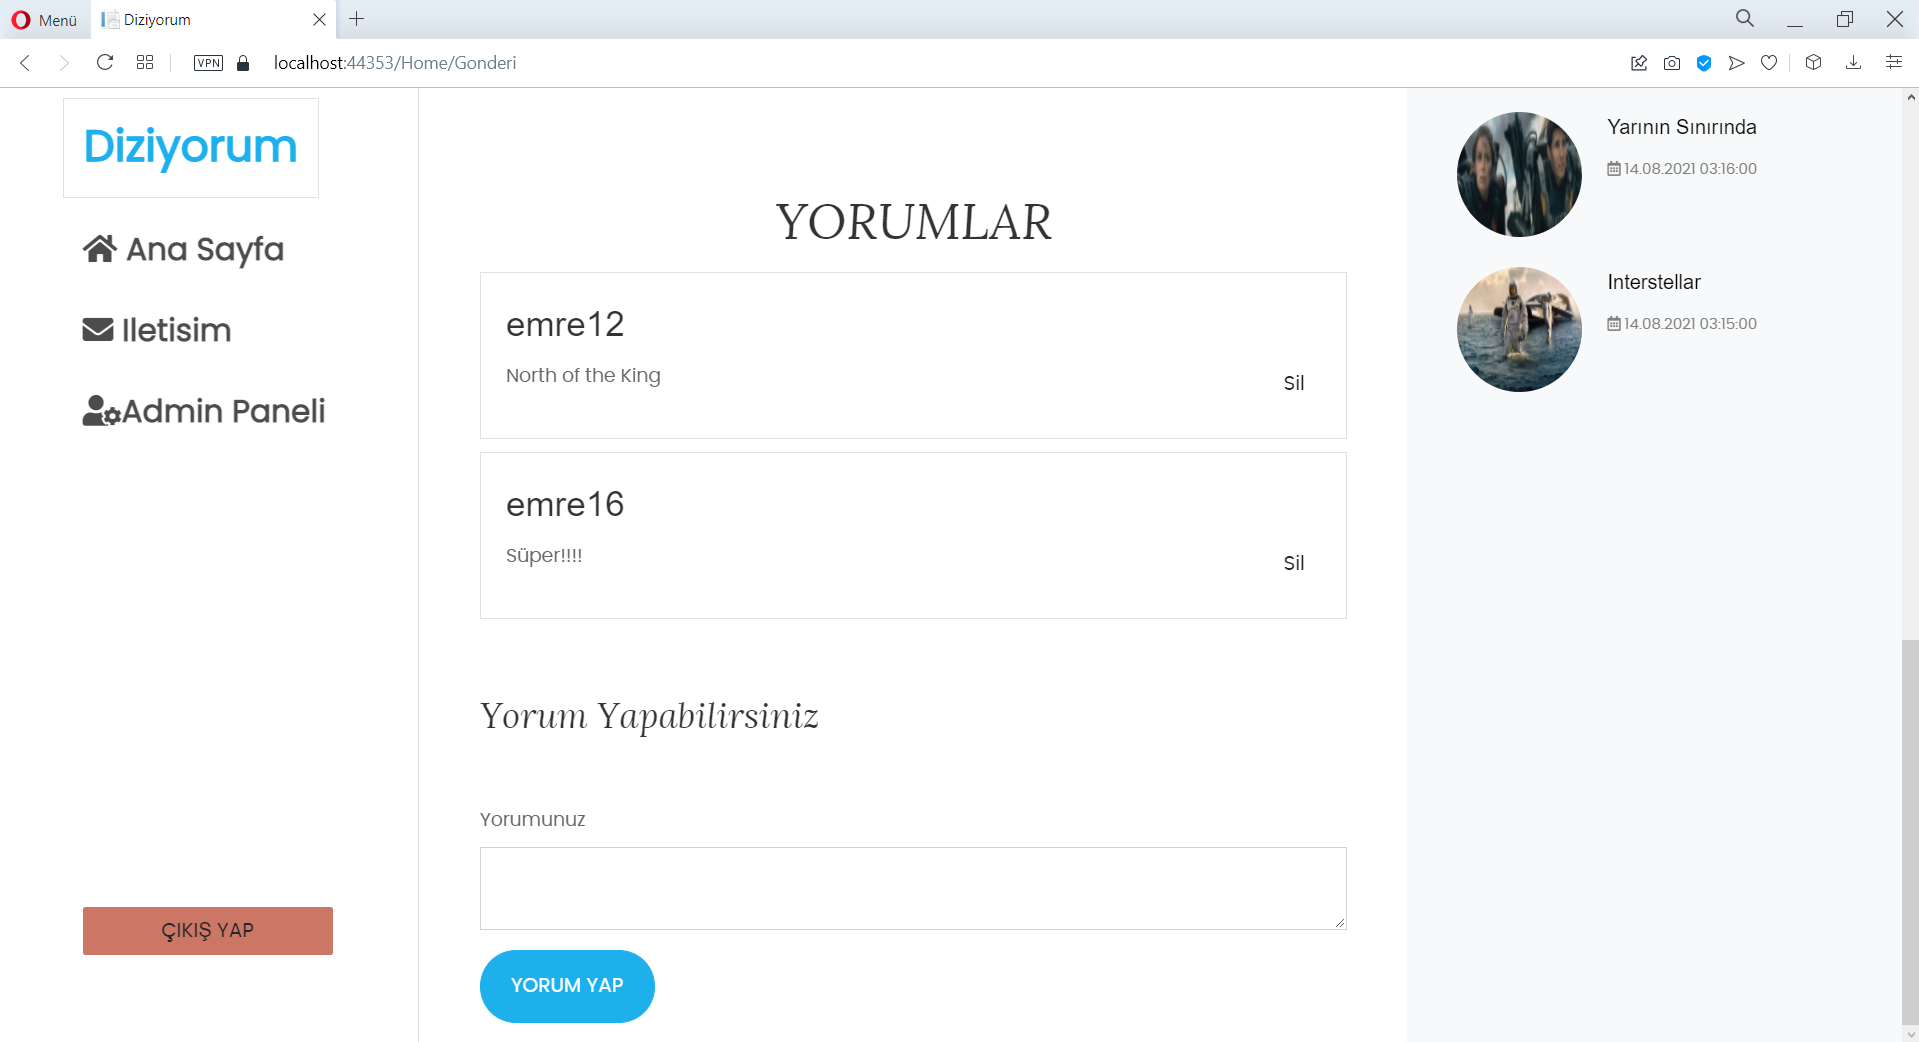 Menü
Diziyorum
VPN
localhost:44353/Home/Gonderi
Diziyorum
Ana Sayfa
Iletisim
Admin Paneli
ÇIKIŞ YAP
YORUMLAR
emre12
North of the King
Sil
emre16
Süper!!!!
Sil
Yorum Yapabilirsiniz
Yorumunuz
YORUM YAP
Yarının Sınırında
14.08.2021 03:16:00
Interstellar
14.08.2021 03:15:00